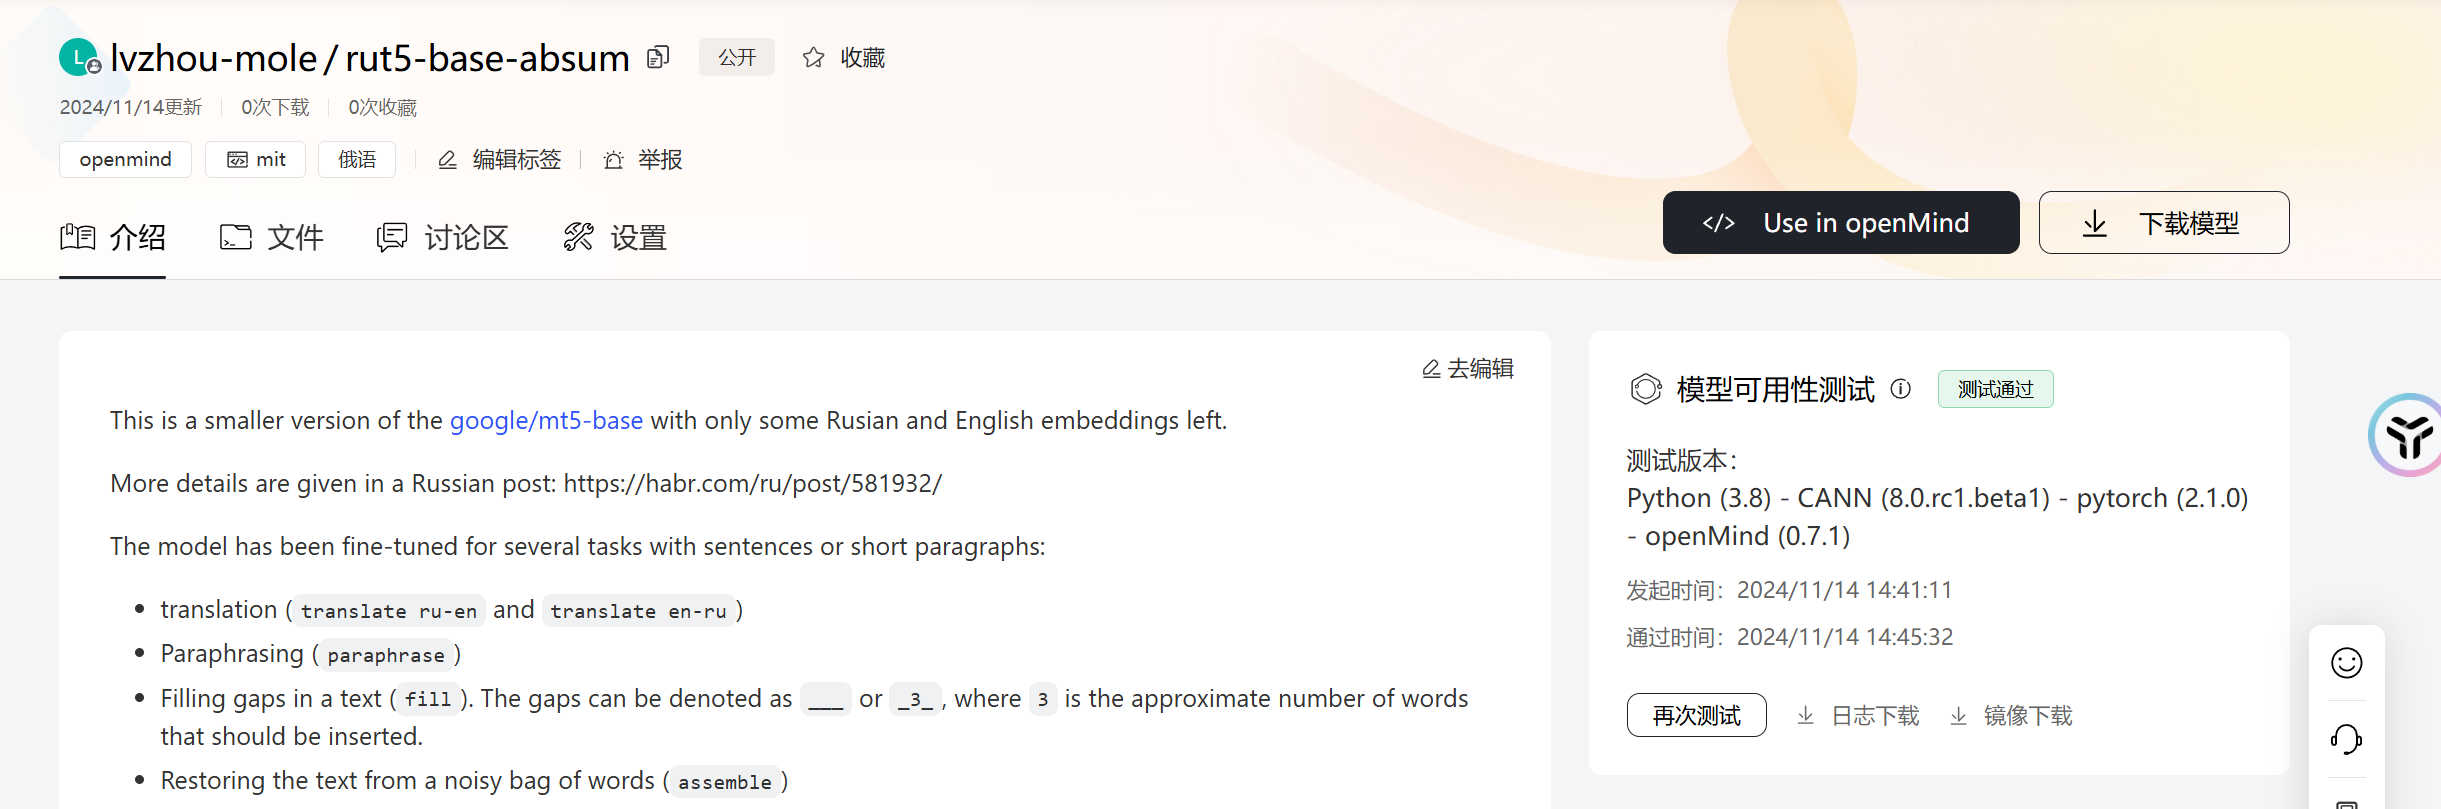 L lvzhou-mole / rut5-base-absum 公开 收藏
2024/11/14更新 0次下载 0次收藏
openmind mit 俄语 编辑标签 举报
介绍 文件 讨论区 设置
Use in openMind 下载模型
去编辑
This is a smaller version of the google/mt5-base with only some Rusian and English embeddings left.
More details are given in a Russian post: https://habr.com/ru/post/581932/
The model has been fine-tuned for several tasks with sentences or short paragraphs:
• translation (translate ru-en and translate en-ru)
• Paraphrasing (paraphrase)
• Filling gaps in a text (fill). The gaps can be denoted as ___ or _3_, where 3 is the approximate number of words
that should be inserted.
• Restoring the text from a noisy bag of words (assemble)
模型可用性测试 测试通过
测试版本：
Python (3.8) - CANN (8.0.rc1.beta1) - pytorch (2.1.0)
- openMind (0.7.1)
发起时间：2024/11/14 14:41:11
通过时间：2024/11/14 14:45:32
再次测试 日志下载 镜像下载